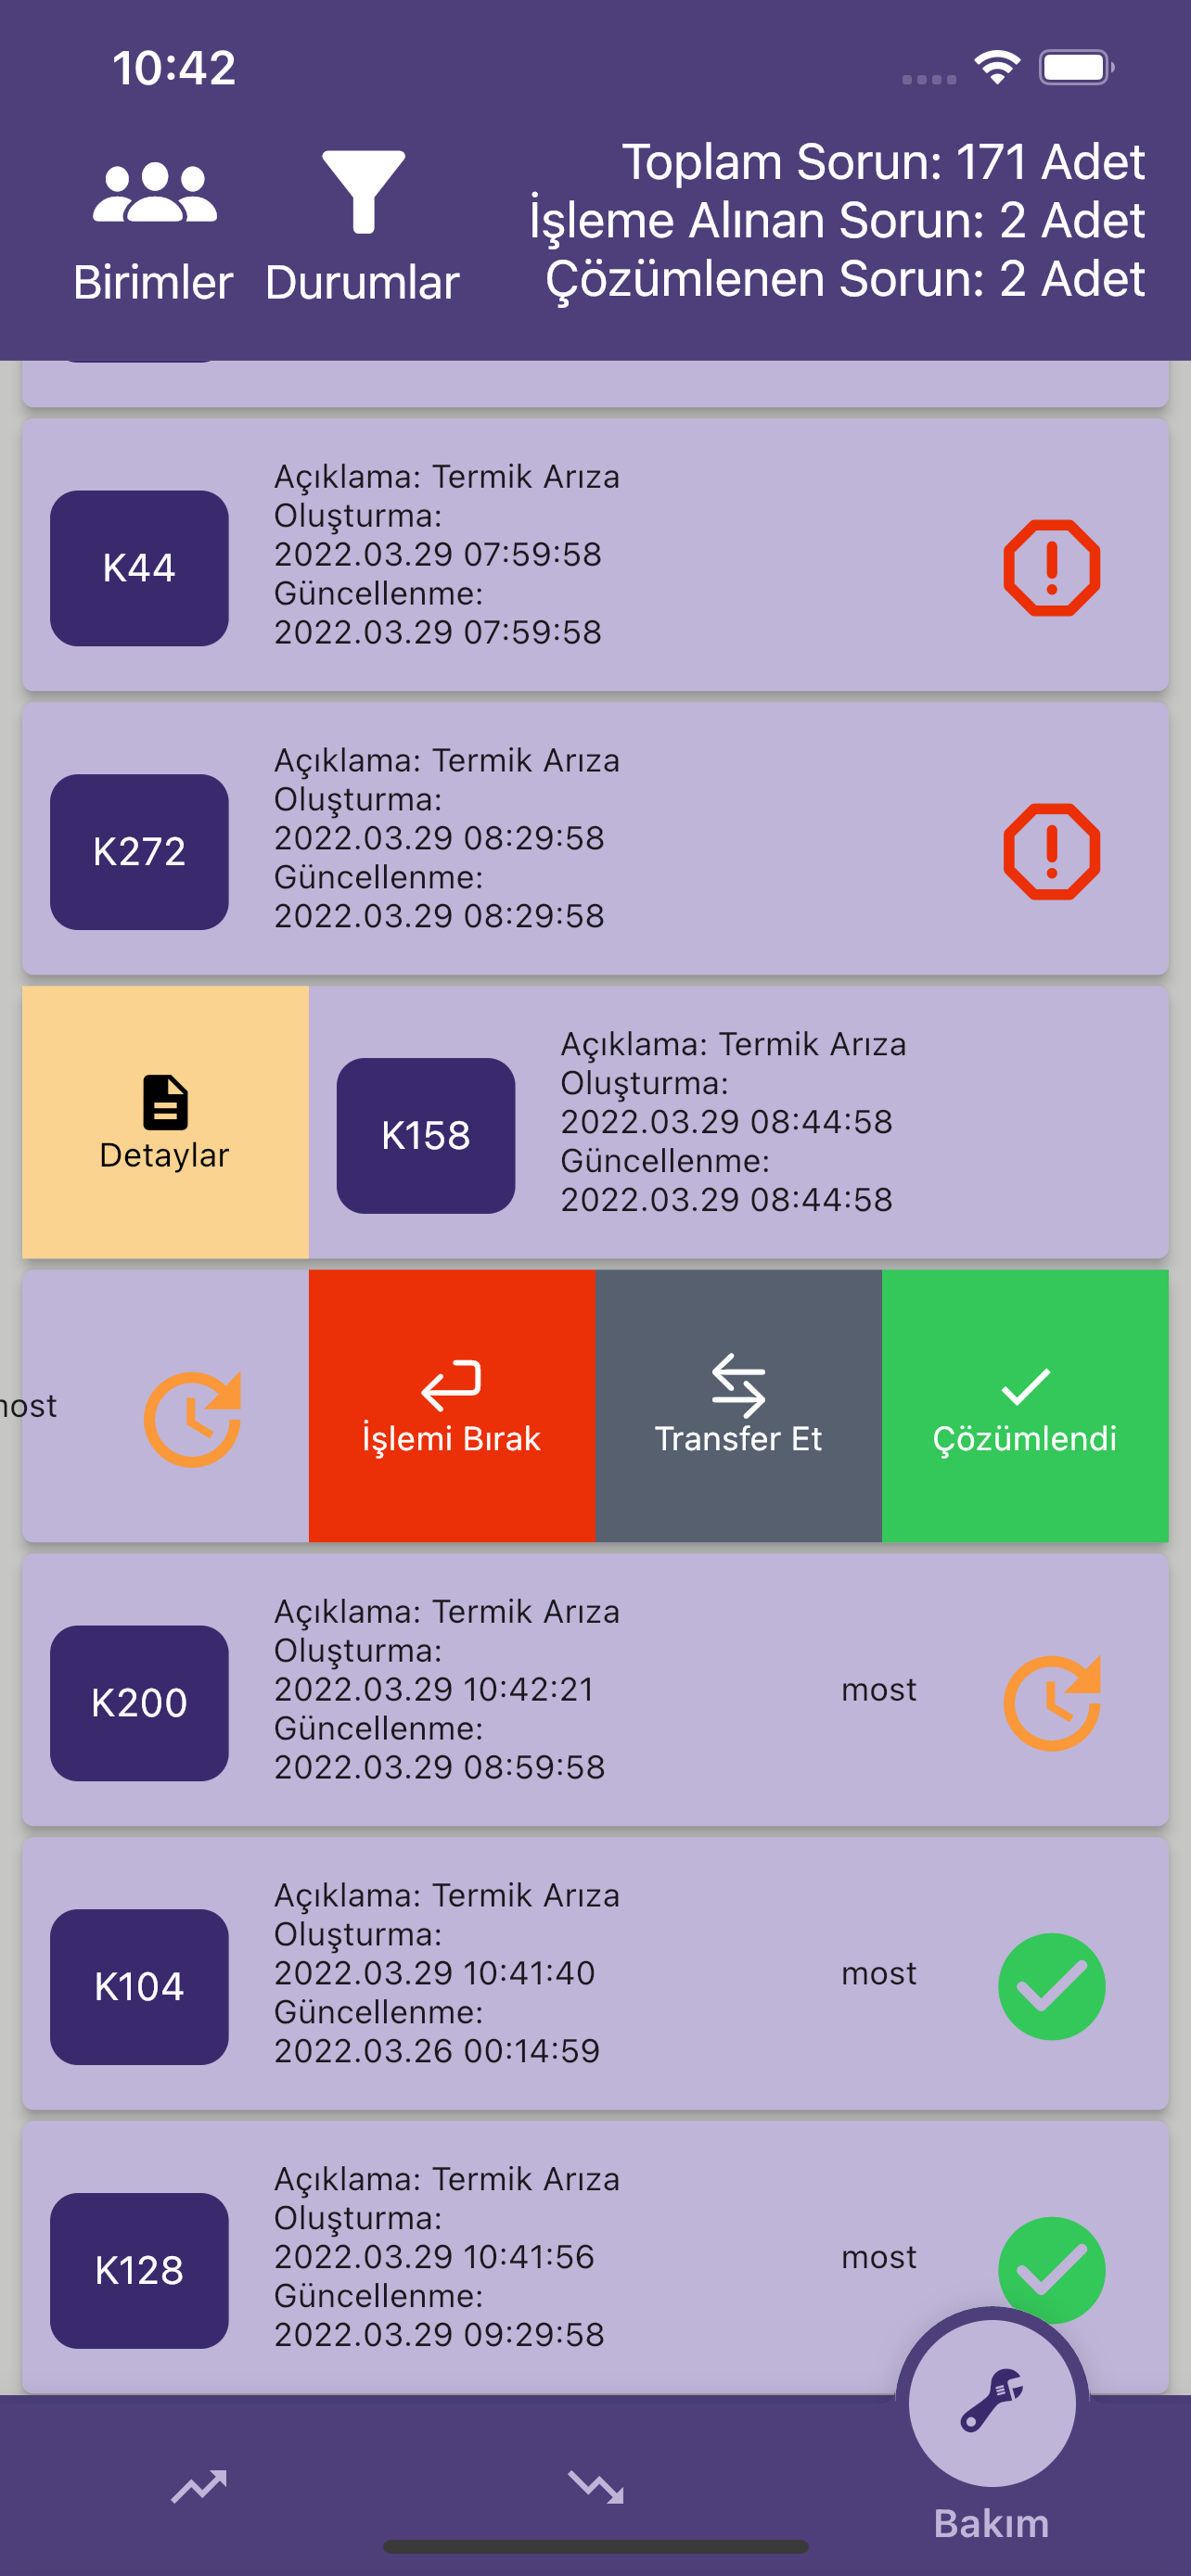 10:42
Toplam Sorun: 171 Adet
İşleme Alınan Sorun: 2 Adet
Çözümlenen Sorun: 2 Adet
Birimler
Durumlar
K44
Açıklama: Termik Arıza
Oluşturma:
2022.03.29 07:59:58
Güncellenme:
2022.03.29 07:59:58
K272
Açıklama: Termik Arıza
Oluşturma:
2022.03.29 08:29:58
Güncellenme:
2022.03.29 08:29:58
Detaylar
K158
Açıklama: Termik Arıza
Oluşturma:
2022.03.29 08:44:58
Güncellenme:
2022.03.29 08:44:58
İşlemi Bırak
Transfer Et
Çözümlendi
K200
Açıklama: Termik Arıza
Oluşturma:
2022.03.29 10:42:21
Güncellenme:
2022.03.29 08:59:58
most
K104
Açıklama: Termik Arıza
Oluşturma:
2022.03.29 10:41:40
Güncellenme:
2022.03.26 00:14:59
most
K128
Açıklama: Termik Arıza
Oluşturma:
2022.03.29 10:41:56
Güncellenme:
2022.03.29 09:29:58
most
Bakım